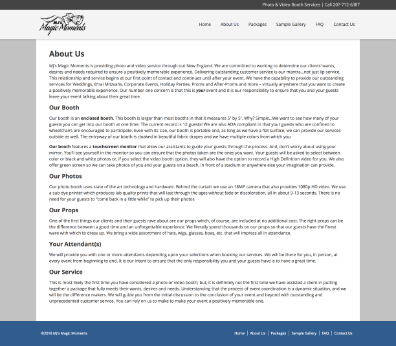 Photo & Video Booth Services | Call 207-712-6387
MJ's
Magic Moments
Home About Us Packages Sample Gallery FAQ Contact Us
About Us
MJ's Magic Moments is providing photo and video service through out New England. We are committed to working to determine our clients' wants,
desires and needs required to ensure a positively memorable experience. Delivering outstanding customer service is our mantra...not just lip service.
This relationship and service begins at our first point of contact and continues until after your event. We have the capability to provide our outstanding
services for Weddings, Bar/ Mitzvahs, Corporate Events, Holiday Parties, Proms and After-Proms and more - virtually anywhere that you want to create
a positively memorable experience. Our number one concern is that this is your event and it is our responsibility to ensure that you and your guests
leave your event talking about their great time.
Our Booth
Our booth is an enclosed booth. This booth is larger than most booths in that it measures 5' by 5'. Why? Simple...We want to see how many of
your guests you can get into our booth at one time. The current record is 12 guests! We are also ADA compliant in that your guests who are confined to
wheelchairs are encouraged to participate. Even with its size, our booth is portable and, as long as we have a flat surface, we can provide our services
outside as well. The entryway of our booth is cloaked in beautiful fabric drapes and we have multiple colors from which you
Our booth features a touchscreen monitor that allows our assistants to guide your guests through the process. And, don't worry about using your
mirror. You'll see yourself in the monitor so you can ensure that the photos taken are the ones you want. Your guests will be asked to select between
color or black and white photos or, if you select the video booth option, they will also have the option to record a High Definition video for you. We also
offer green screen so we can take photos of you and your guests on a beach, in front of a stadium or anywhere else your imagination can provide.
Our Photos
Our photo booth uses state of the art technology and hardware. Behind the curtain we use an 18MP camera that also provides 1080p HD video. We use
a sub dye printer which produces lab quality prints that will last through the ages without fade or discoloration, all in about 9-13 seconds. There is no
need for your guests to "come back in a little while" to pick up their photos
Our Props
One of the first things our clients and their guests rave about are our props which, of course, are included at no additional cost. The right props can be
the difference between a good time and an unforgettable experience. We literally spend thousands on our props so that our guests have the finest
ware with which to dress up. We bring a wide assortment of hats, wigs, glasses, boas, etc. that will impress all in attendance.
Your Attendant(s)
We will provide you with one or more attendants depending upon your selections when booking our services. We will be there for you, in person, at
every event from beginning to end. It is our intent to ensure that the only responsibility you and your guests have is to have a great time.
Our Service
This is most likely the first time you have considered a photo or video booth; but, it is definitely not the first time we have assisted a client in putting
together a package that fully meets their wants, desires and needs. Understanding that the process of event coordination is a dynamic situation, and we
will be the difference makers. We will guide you from the initial discussion to the conclusion of your event and beyond with outstanding and
unprecedented customer service. You can rely on us to make your event a positively memorable one.
©2010 MJ's Magic Moments
Home | About Us | Packages | Sample Gallery | FAQ | Contact Us